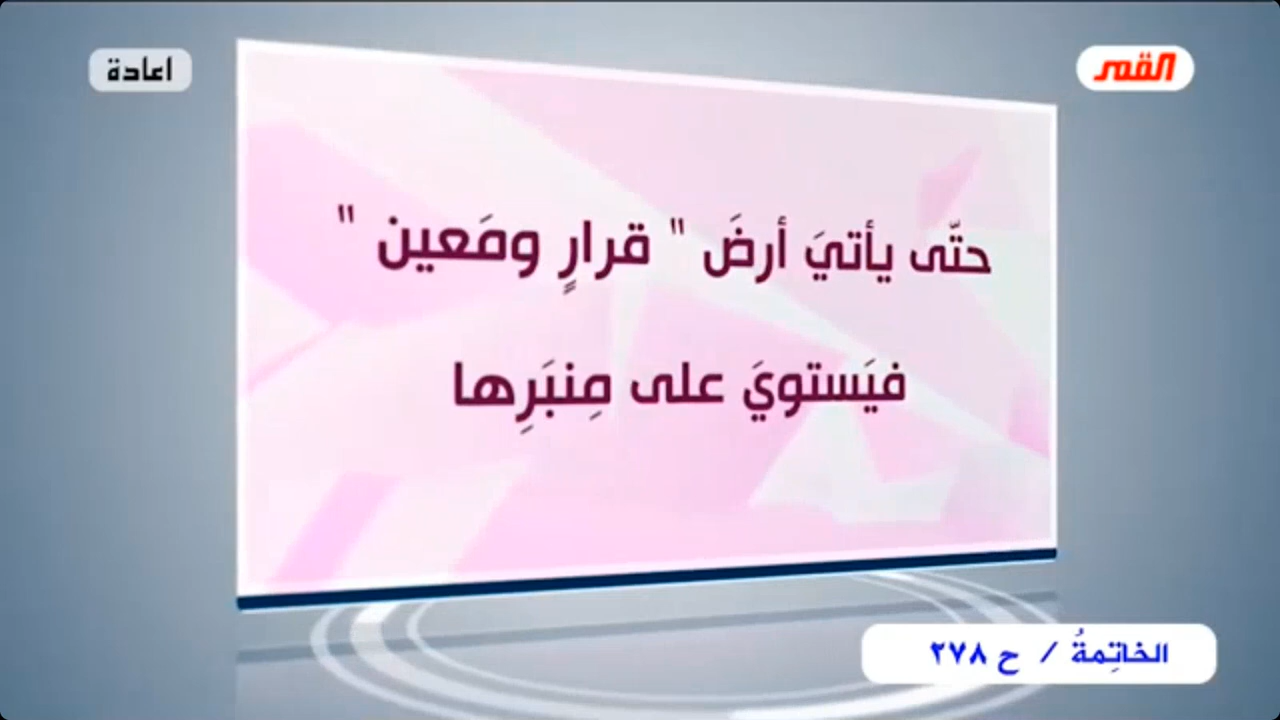 اعادة
القمر
حتّى يأتيَ أرضَ " قرارٍ ومَعين "
فيَستويَ على مِنبَرِها
الخاتِمةُ / ح ٢٧٨